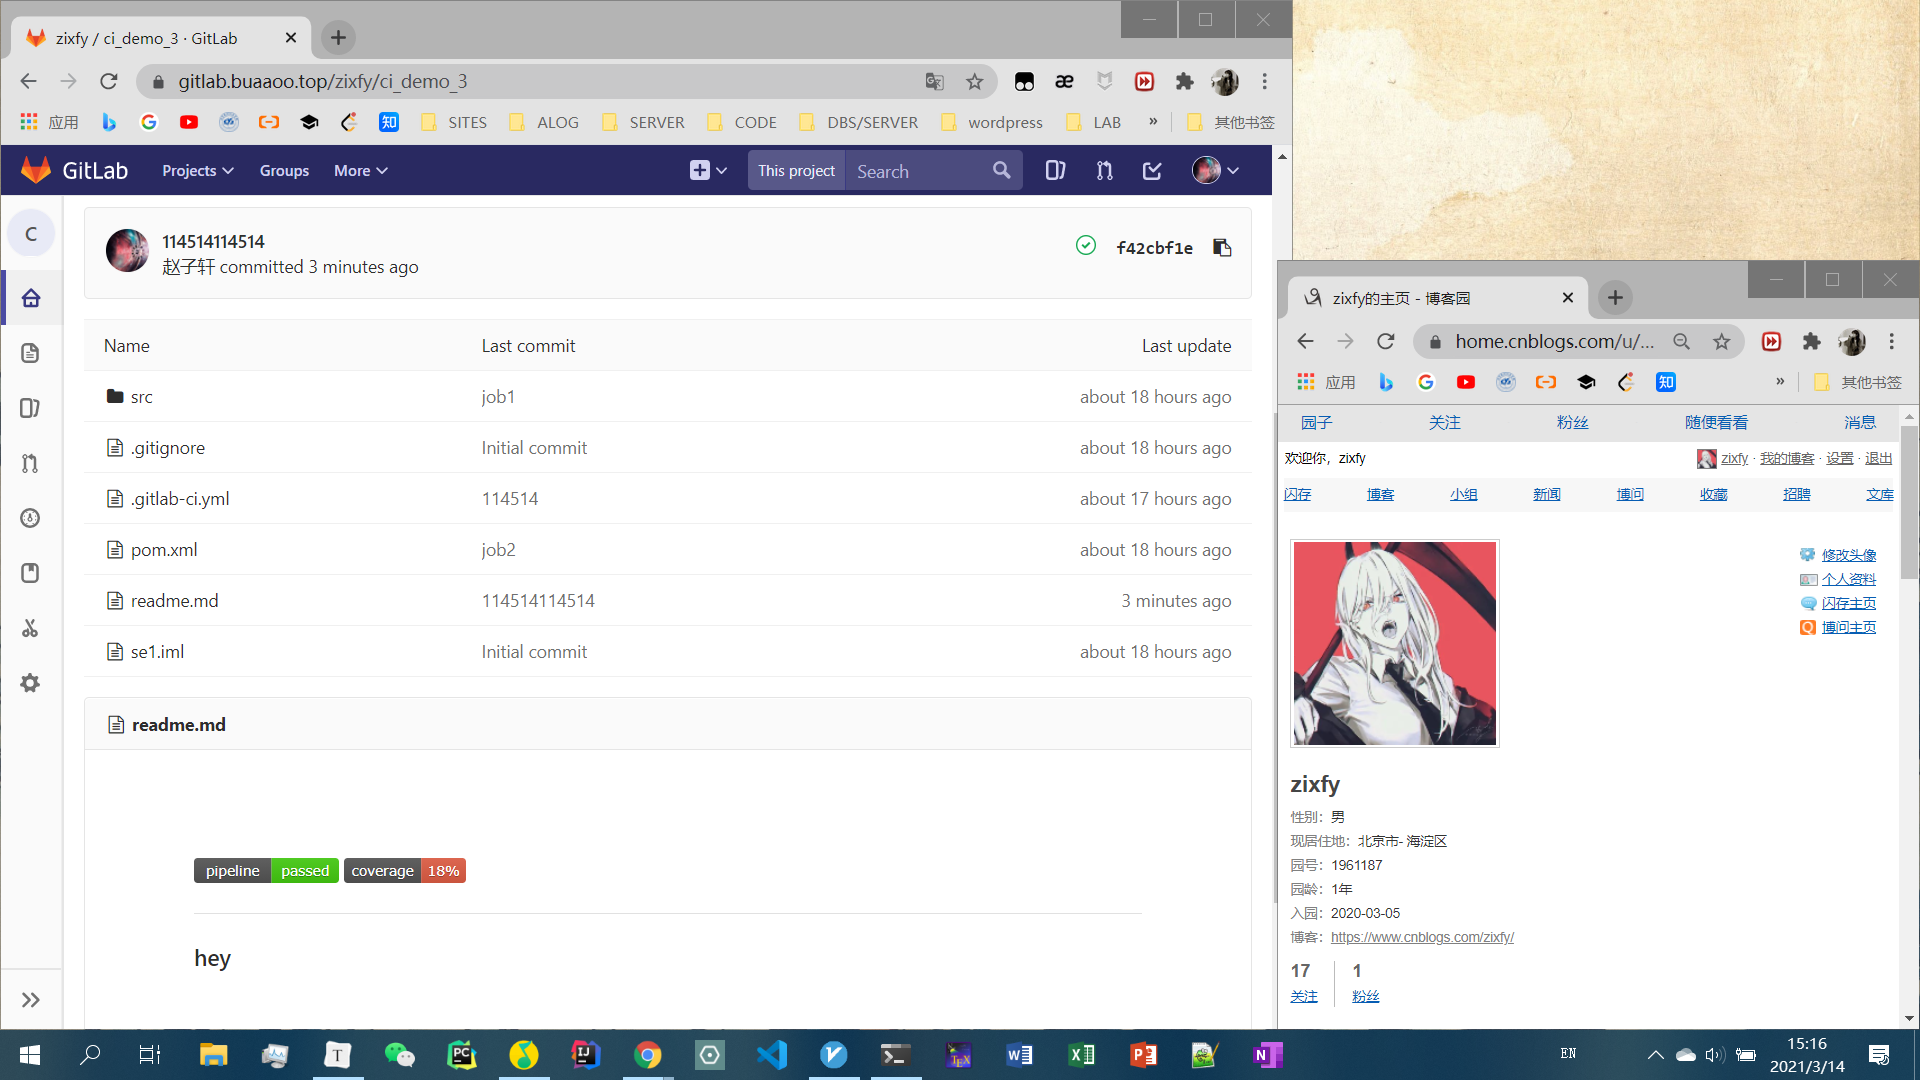 zixfy / ci_demo_3 · GitLab
gitlab.buaaoo.top/zixfy/ci_demo_3
应用
知
SITES
ALOG
SERVER
CODE
DBS/SERVER
wordpress
LAB
»
其他书签
GitLab
Projects
Groups
More
This project
Search
C
114514114514
赵子轩 committed 3 minutes ago
f42cbf1e
Name Last commit Last update
src job1 about 18 hours ago
.gitignore Initial commit about 18 hours ago
.gitlab-ci.yml 114514 about 17 hours ago
pom.xml job2 about 18 hours ago
readme.md 114514114514 3 minutes ago
se1.iml Initial commit about 18 hours ago
readme.md
pipeline passed coverage 18%
hey
zixfy的主页 - 博客园
home.cnblogs.com/u/...
应用
知
»
其他书签
园子 关注 粉丝 随便看看 消息
欢迎你，zixfy
zixfy · 我的博客 · 设置 · 退出
闪存 博客 小组 新闻 博问 收藏 招聘 文库
修改头像
个人资料
闪存主页
博问主页
zixfy
性别：男
现居住地：北京市- 海淀区
园号：1961187
园龄：1年
入园：2020-03-05
博客：https://www.cnblogs.com/zixfy/
17 1
关注 粉丝
EN
15:16
2021/3/14